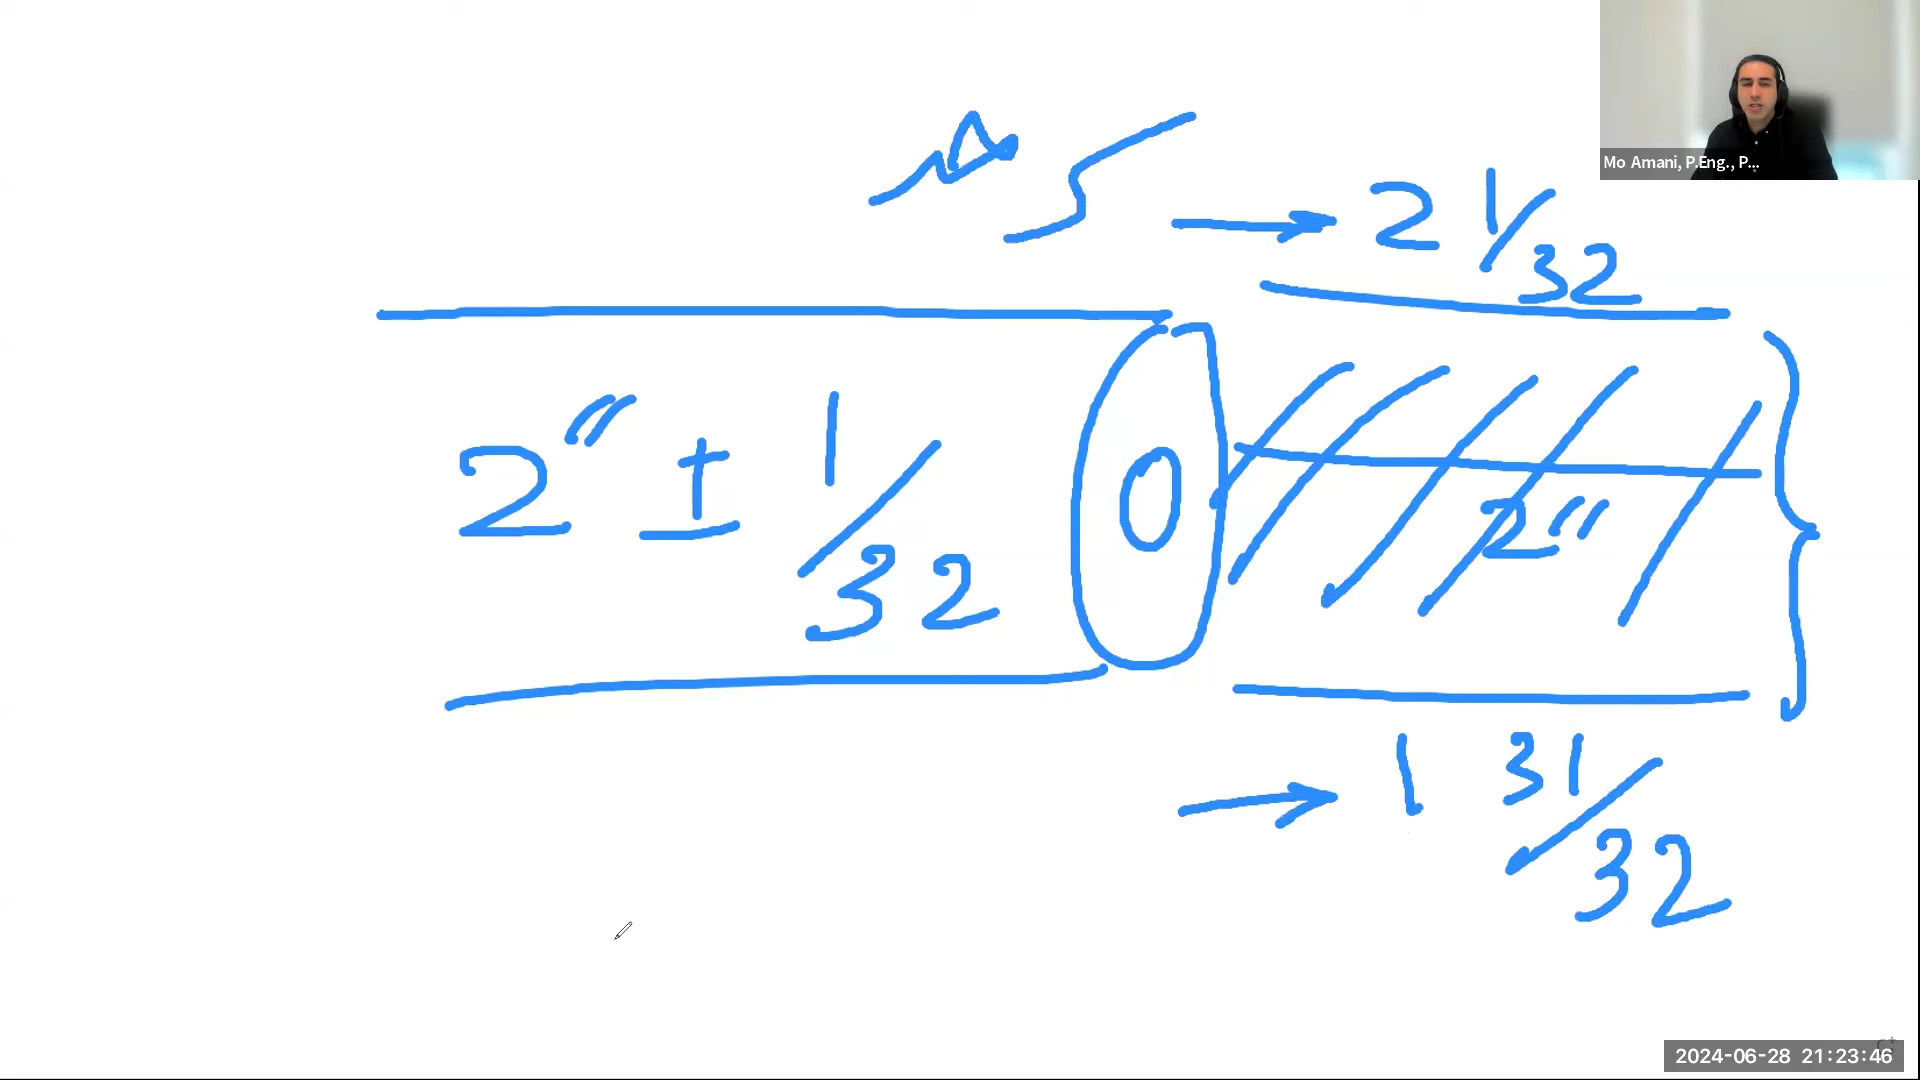 Mo Amani, P.Eng., P...
2 1/32
2" ± 1/32
0
2"
1 31/32
2024-06-28 21:23:46